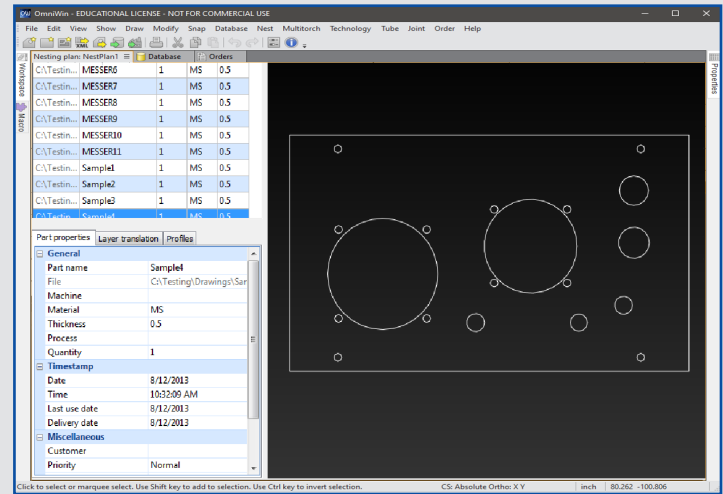 OmniWin - EDUCATIONAL LICENSE - NOT FOR COMMERCIAL USE
File Edit View Show Draw Modify Snap Database Nest Multitorch Technology Tube Joint Order Help
Nesting plan: NestPlan1 Database Orders
Workspace
Macro
Properties
C:\Testin... MESSER6 1 MS 0.5
C:\Testin... MESSER7 1 MS 0.5
C:\Testin... MESSER8 1 MS 0.5
C:\Testin... MESSER9 1 MS 0.5
C:\Testin... MESSER10 1 MS 0.5
C:\Testin... MESSER11 1 MS 0.5
C:\Testin... Sample1 1 MS 0.5
C:\Testin... Sample2 1 MS 0.5
C:\Testin... Sample3 1 MS 0.5
C:\Testin... Sample4 1 MS 0.5
Part properties Layer translation Profiles
General
Part name Sample4
File C:\Testing\Drawings\Sar
Machine
Material MS
Thickness 0.5
Process
Quantity 1
Timestamp
Date 8/12/2013
Time 10:32:09 AM
Last use date 8/12/2013
Delivery date 8/12/2013
Miscellaneous
Customer
Priority Normal
Click to select or marquee select. Use Shift key to add to selection. Use Ctrl key to invert selection. CS: Absolute Ortho: X Y inch 80.262 -100.806